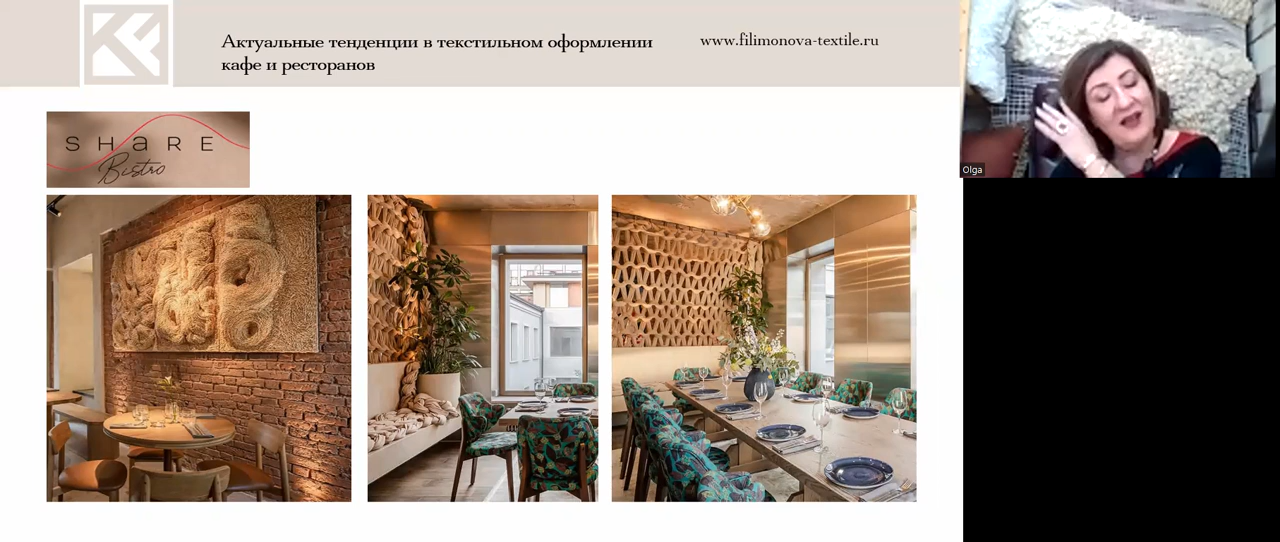 Актуальные тенденции в текстильном оформлении
кафе и ресторанов
www.filimonova-textile.ru
SHaRE
Bistro
Olga